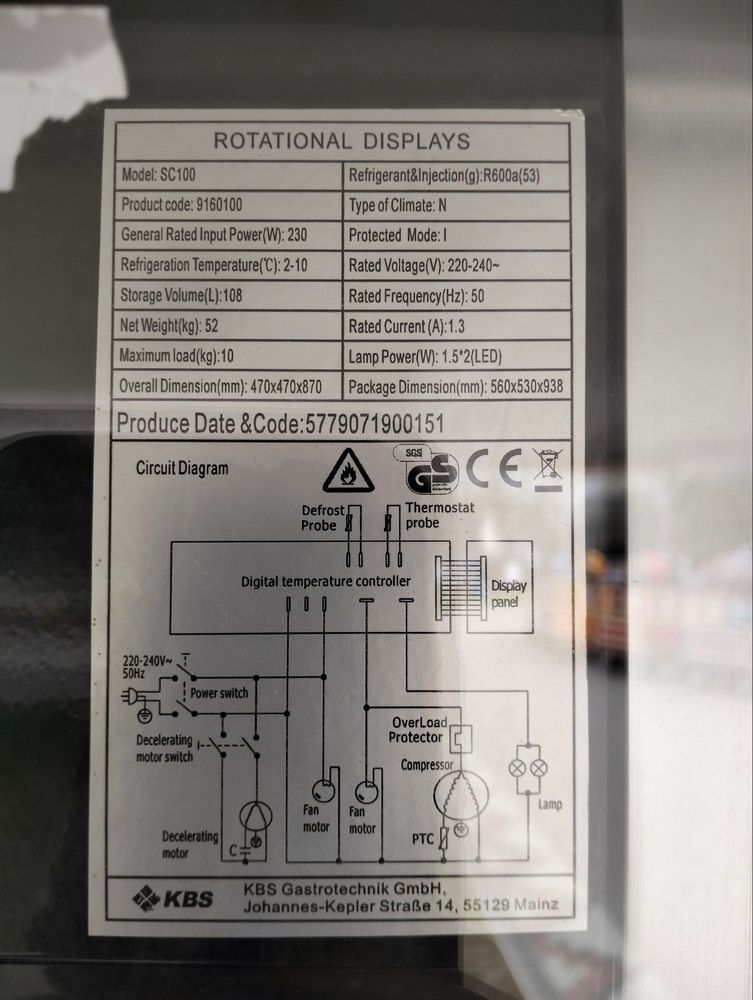 ROTATIONAL DISPLAYS
Model: SC100
Refrigerant&Injection(g):R600a(53)
Product code: 9160100
Type of Climate: N
General Rated Input Power(W): 230
Protected Mode: I
Refrigeration Temperature(℃): 2-10
Rated Voltage(V): 220-240~
Storage Volume(L):108
Rated Frequency(Hz): 50
Net Weight(kg): 52
Rated Current (A):1.3
Maximum load(kg):10
Lamp Power(W): 1.5*2(LED)
Overall Dimension(mm): 470x470x870
Package Dimension(mm): 560x530x938
Produce Date &Code:5779071900151
Circuit Diagram
SGS
GS
CE
Defrost
Probe
Thermostat
probe
Digital temperature controller
Display
panel
220-240V~
50Hz
Power switch
Decelerating
motor switch
OverLoad
Protector
Compressor
Fan
motor
Fan
motor
Lamp
Decelerating
motor
C
PTC
KBS
KBS Gastrotechnik GmbH,
Johannes-Kepler Straße 14, 55129 Mainz